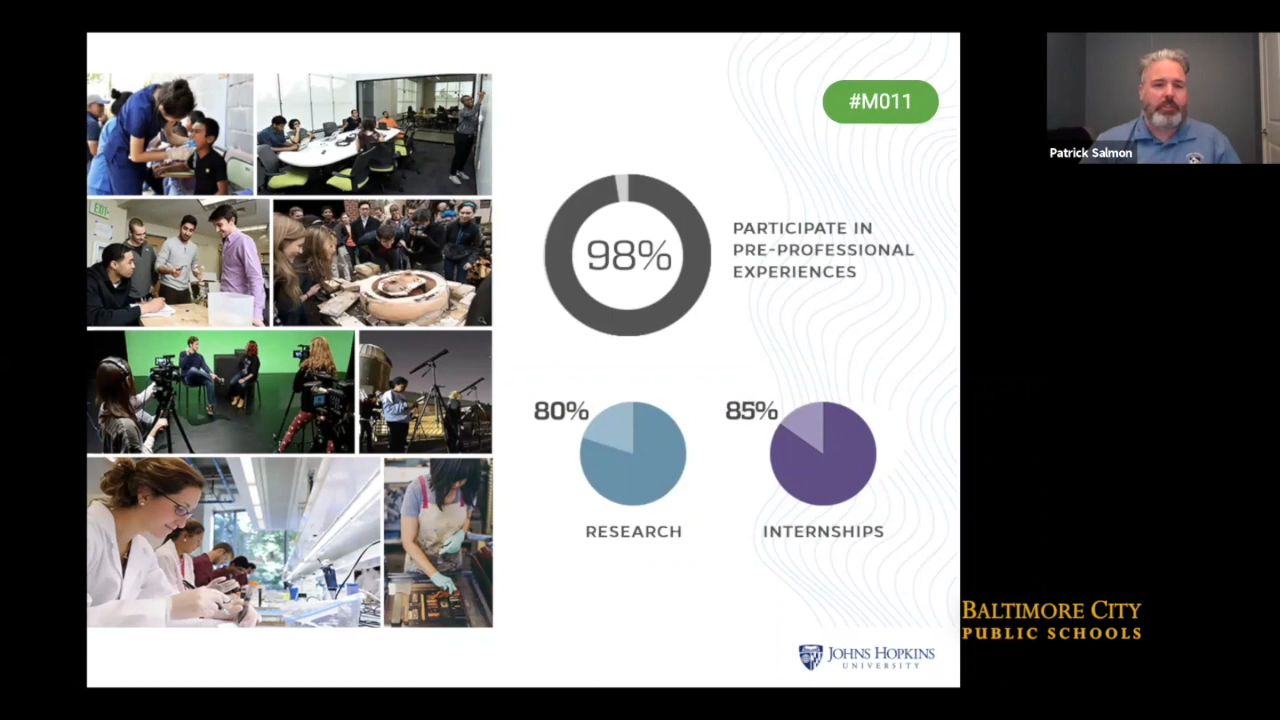 #M011
98%
PARTICIPATE IN
PRE-PROFESSIONAL
EXPERIENCES
80%
RESEARCH
85%
INTERNSHIPS
JOHNS HOPKINS
UNIVERSITY
Patrick Salmon
BALTIMORE CITY
PUBLIC SCHOOLS
EXIT